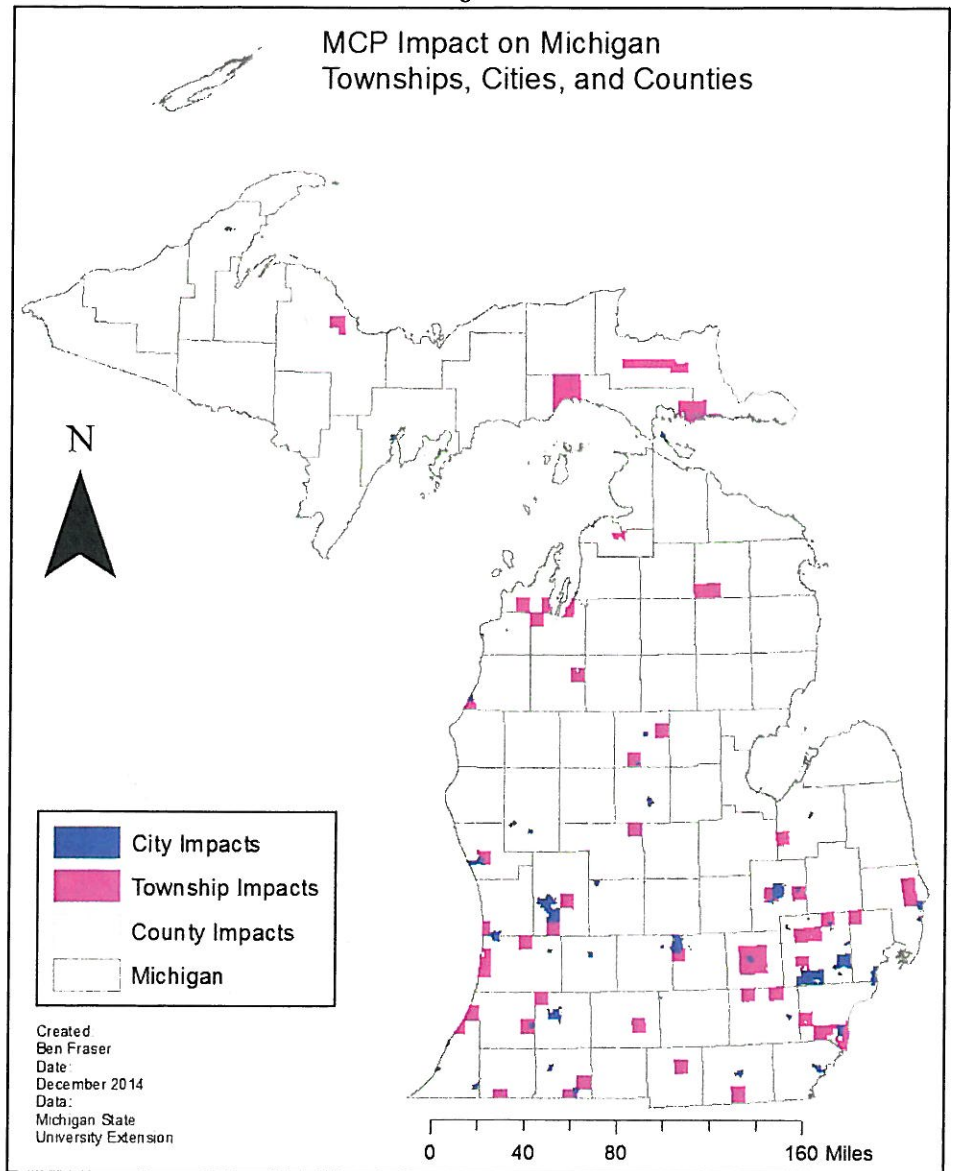 MCP Impact on Michigan
Townships, Cities, and Counties
N
City Impacts
Township Impacts
County Impacts
Michigan
Created
Ben Fraser
Date:
December 2014
Data:
Michigan State
University Extension
0 40 80 160 Miles